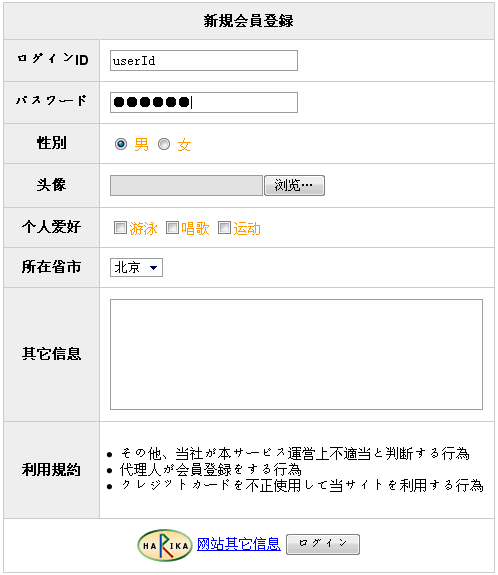 新規会員登録
ログインID userId
パスワード ●●●●●●
性別 男 女
头像 浏览…
个人爱好 游泳 唱歌 运动
所在省市 北京
其它信息
利用規約
その他、当社が本サービス運営上不適当と判断する行為
代理人が会員登録をする行為
クレジットカードを不正使用して当サイトを利用する行為
HARIKA 网站其它信息 ログイン